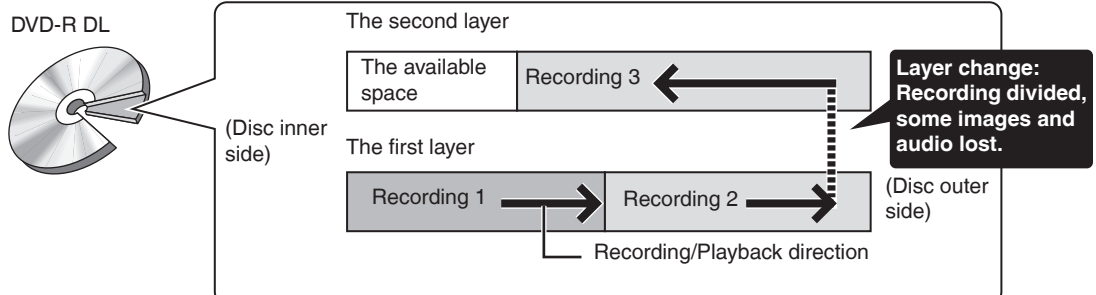 DVD-R DL
The second layer
The available
space
Recording 3
Layer change:
Recording divided,
some images and
audio lost.
(Disc inner
side)
The first layer
Recording 1
Recording 2
(Disc outer
side)
Recording/Playback direction